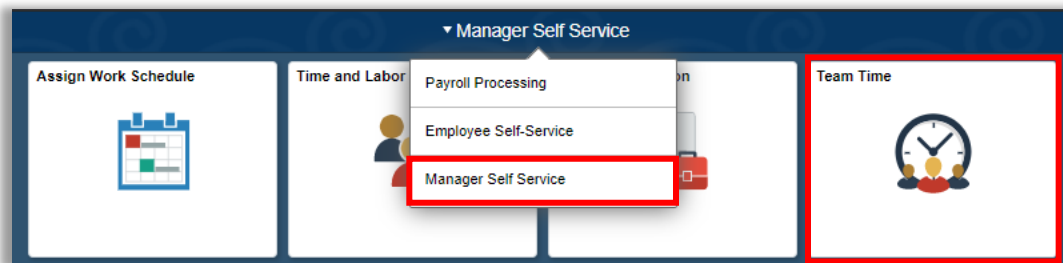 Manager Self Service
Assign Work Schedule
Time and Labor
on
Team Time
Payroll Processing
Employee Self-Service
Manager Self Service